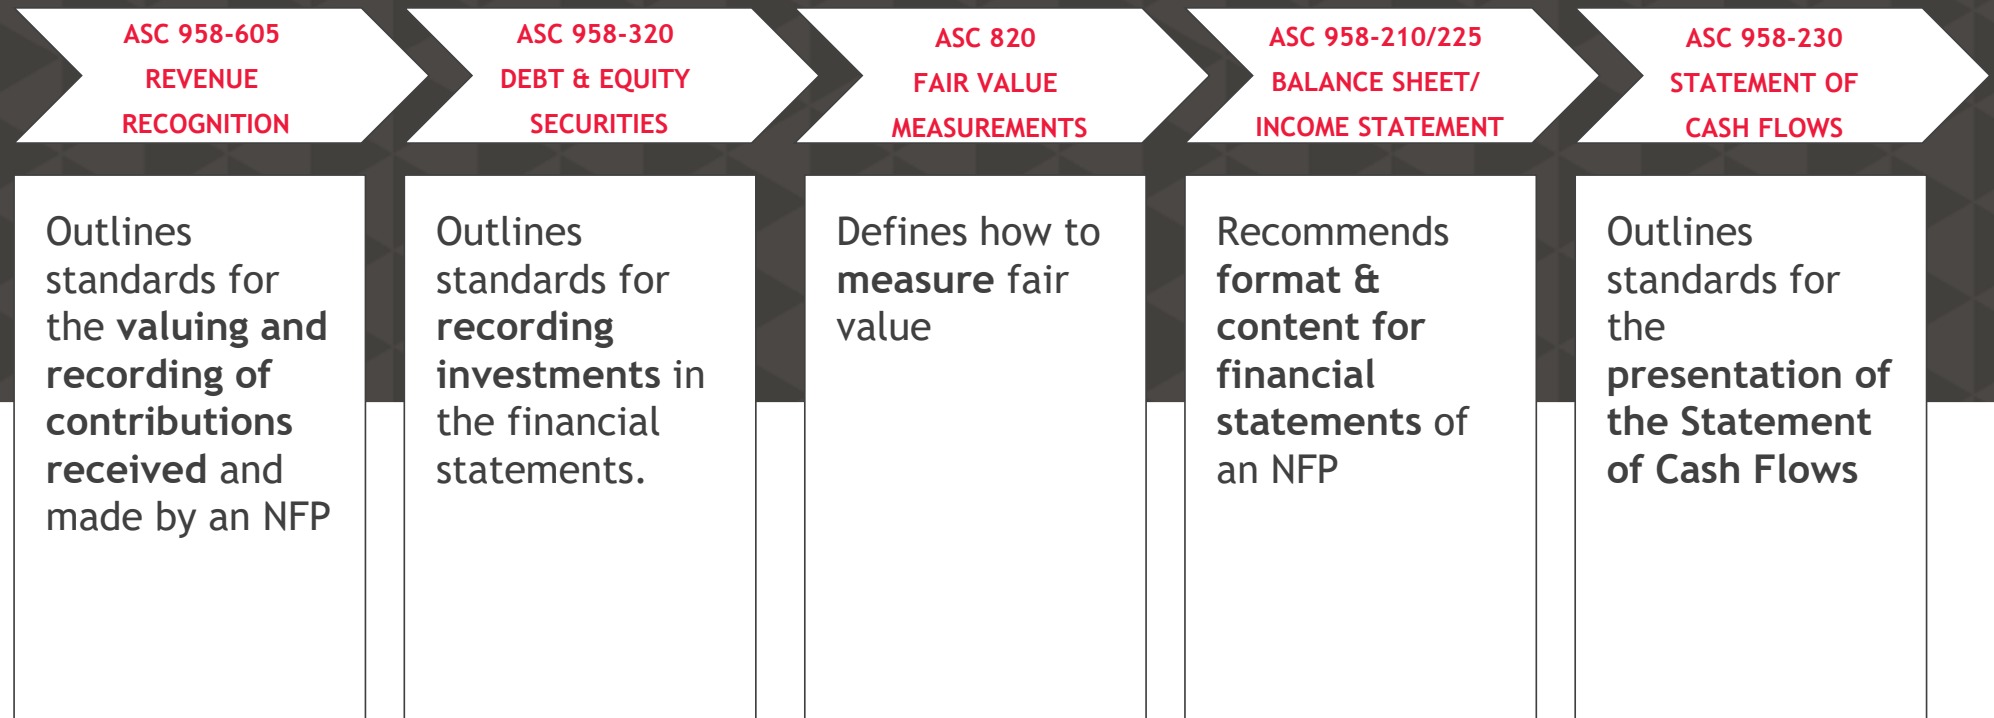 ASC 958-605
REVENUE
RECOGNITION
Outlines
standards for
the valuing and
recording of
contributions
received and
made by an NFP
ASC 958-320
DEBT & EQUITY
SECURITIES
Outlines
standards for
recording
investments in
the financial
statements.
ASC 820
FAIR VALUE
MEASUREMENTS
Defines how to
measure fair
value
ASC 958-210/225
BALANCE SHEET/
INCOME STATEMENT
Recommends
format &
content for
financial
statements of
an NFP
ASC 958-230
STATEMENT OF
CASH FLOWS
Outlines
standards for
the
presentation of
the Statement
of Cash Flows